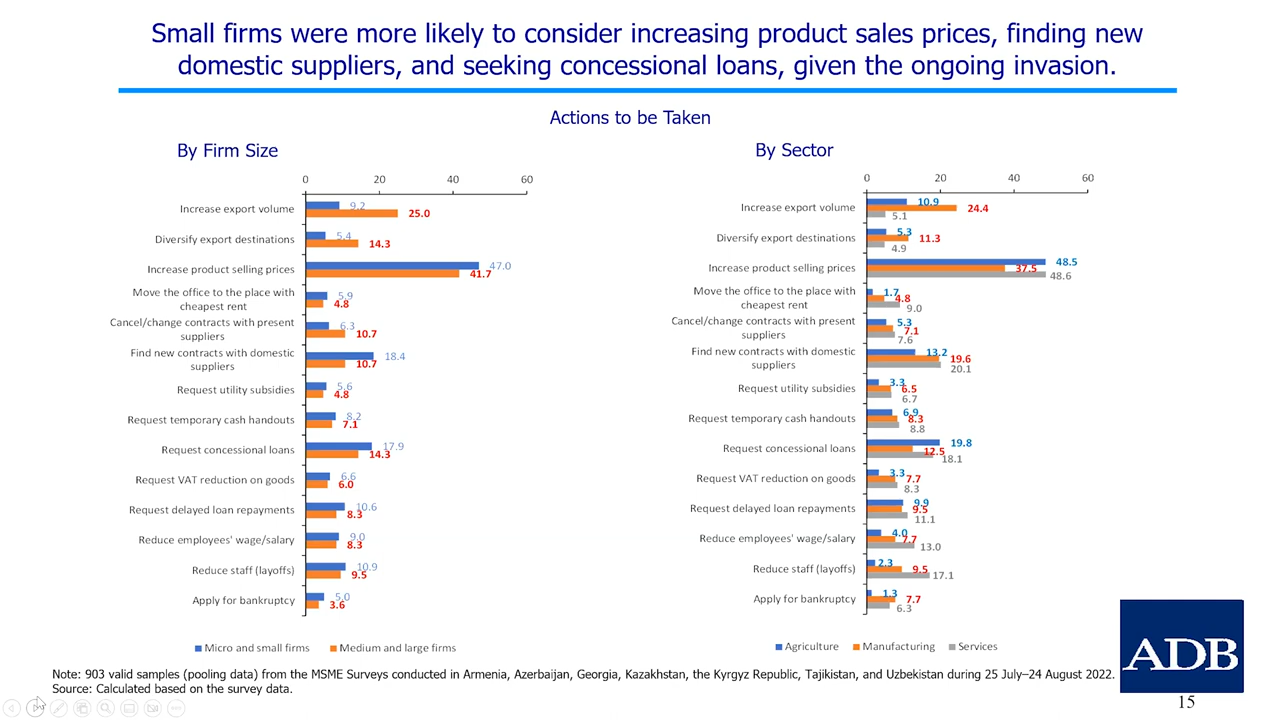 Small firms were more likely to consider increasing product sales prices, finding new
domestic suppliers, and seeking concessional loans, given the ongoing invasion.
Actions to be Taken
By Firm Size
0 20 40 60
Increase export volume 9.2 25.0
Diversify export destinations 5.4 14.3
Increase product selling prices 47.0 41.7
Move the office to the place with
cheapest rent 5.9 4.8
Cancel/change contracts with present
suppliers 6.3 10.7
Find new contracts with domestic
suppliers 18.4 10.7
Request utility subsidies 5.6 4.8
Request temporary cash handouts 8.2 7.1
Request concessional loans 17.9 14.3
Request VAT reduction on goods 6.6 6.0
Request delayed loan repayments 10.6 8.3
Reduce employees' wage/salary 9.0 8.3
Reduce staff (layoffs) 10.9 9.5
Apply for bankruptcy 5.0 3.6
Micro and small firms Medium and large firms
By Sector
0 20 40 60
Increase export volume 10.9 24.4 5.1
Diversify export destinations 5.3 11.3 4.9
Increase product selling prices 48.5 37.5 48.6
Move the office to the place with
cheapest rent 1.7 4.8 9.0
Cancel/change contracts with present
suppliers 5.3 7.1 7.6
Find new contracts with domestic
suppliers 13.2 19.6 20.1
Request utility subsidies 3.3 6.5 6.7
Request temporary cash handouts 6.9 8.3 8.8
Request concessional loans 19.8 12.5 18.1
Request VAT reduction on goods 3.3 7.7 8.3
Request delayed loan repayments 9.9 9.5 11.1
Reduce employees' wage/salary 4.0 7.7 13.0
Reduce staff (layoffs) 2.3 9.5 17.1
Apply for bankruptcy 1.3 7.7 6.3
Agriculture Manufacturing Services
ADB
Note: 903 valid samples (pooling data) from the MSME Surveys conducted in Armenia, Azerbaijan, Georgia, Kazakhstan, the Kyrgyz Republic, Tajikistan, and Uzbekistan during 25 July–24 August 2022.
Source: Calculated based on the survey data.
15